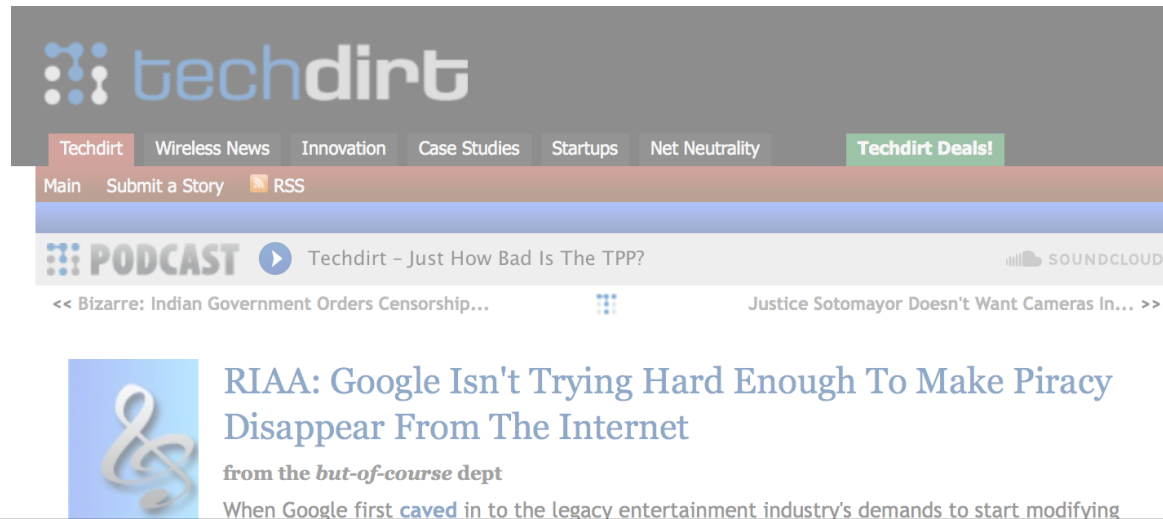 techdirt
Techdirt Wireless News Innovation Case Studies Startups Net Neutrality Techdirt Deals!
Main Submit a Story RSS
PODCAST Techdirt – Just How Bad Is The TPP? SOUNDCLOUD
<< Bizarre: Indian Government Orders Censorship... Justice Sotomayor Doesn't Want Cameras In... >>
RIAA: Google Isn't Trying Hard Enough To Make Piracy
Disappear From The Internet
from the but-of-course dept
When Google first caved in to the legacy entertainment industry's demands to start modifying